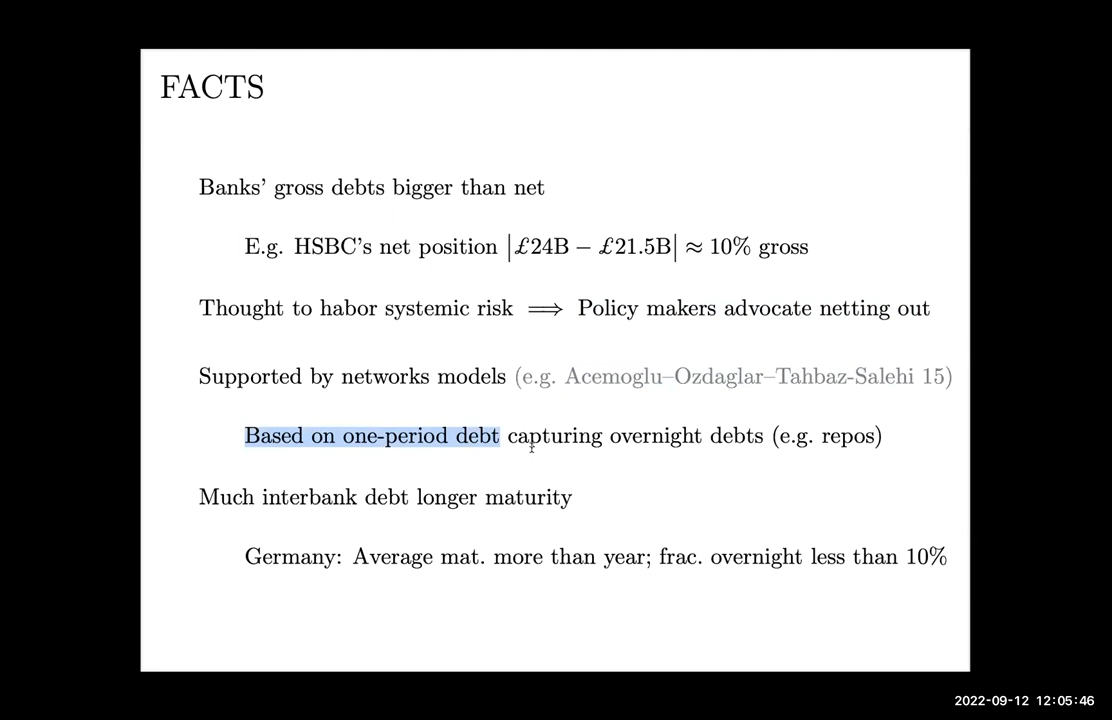 FACTS
Banks' gross debts bigger than net
E.g. HSBC's net position |£24B − £21.5B| ≈ 10% gross
Thought to habor systemic risk ⟹ Policy makers advocate netting out
Supported by networks models (e.g. Acemoglu–Ozdaglar–Tahbaz-Salehi 15)
Based on one-period debt capturing overnight debts (e.g. repos)
Much interbank debt longer maturity
Germany: Average mat. more than year; frac. overnight less than 10%
2022-09-12 12:05:46